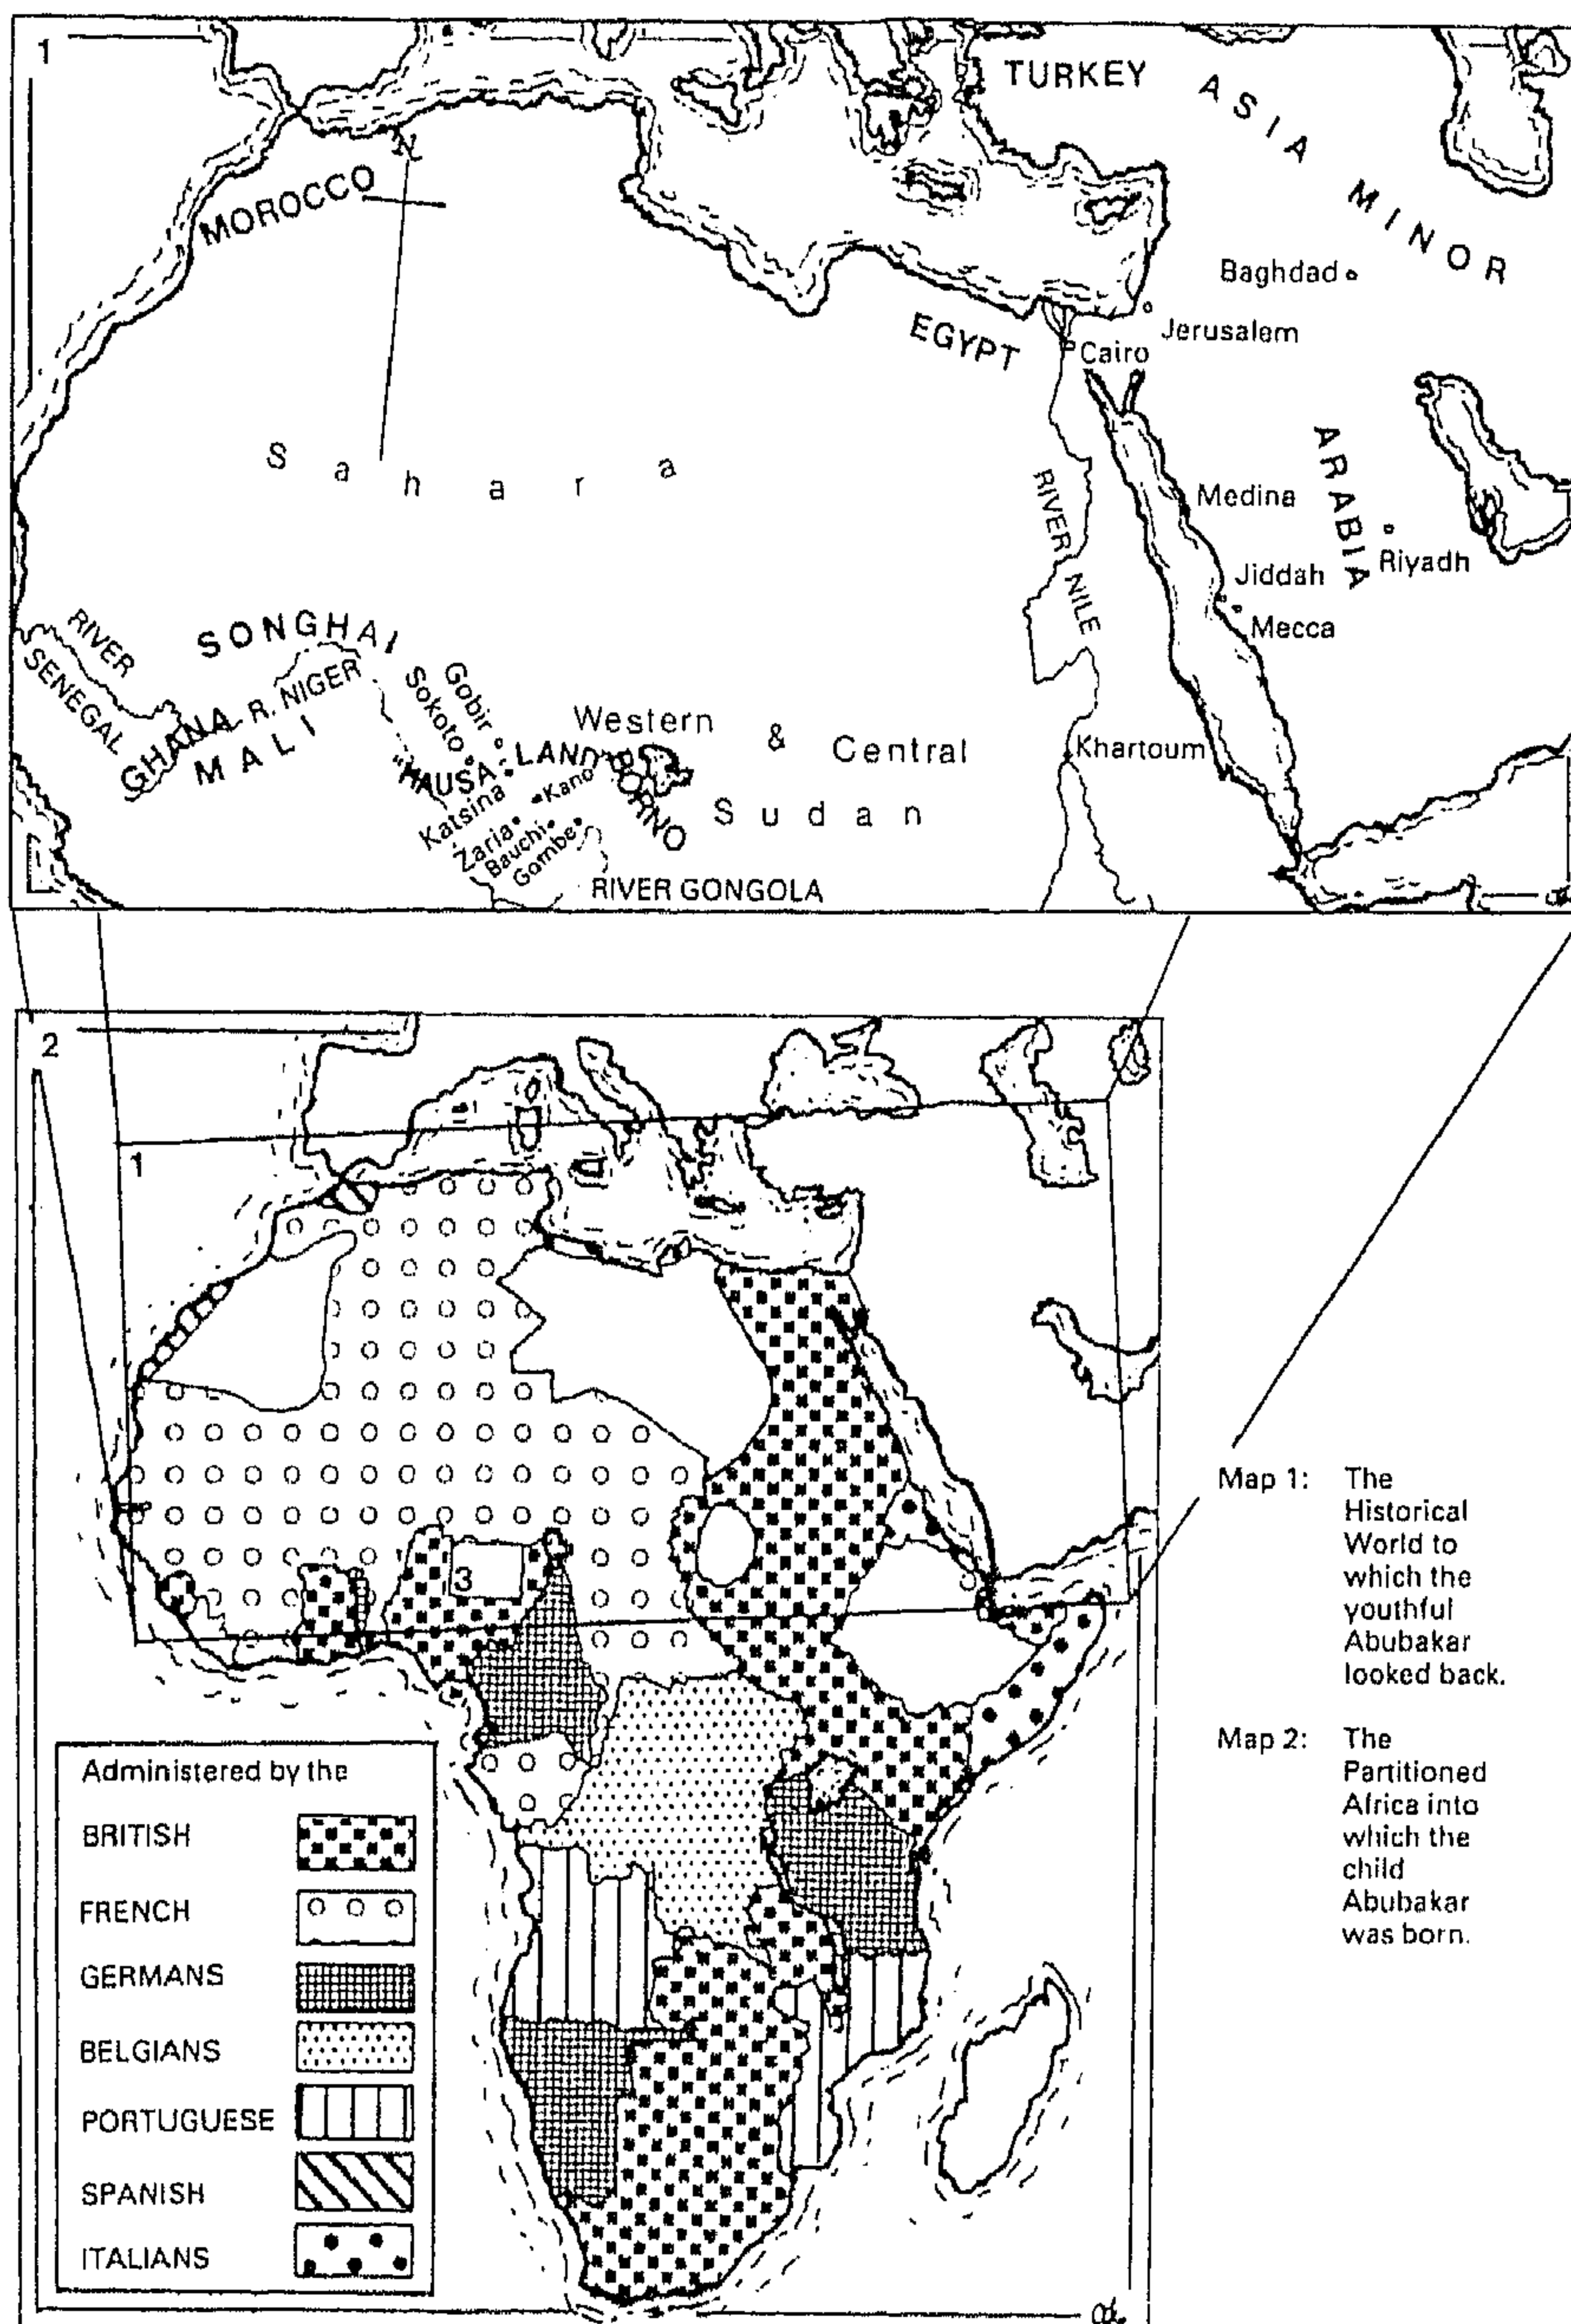 1
TURKEY
ASIA MINOR
N
MOROCCO
Baghdad
Jerusalem
EGYPT
Cairo
Sahara
ARABIA
RIVER NILE
Medina
Riyadh
Jiddah
Mecca
RIVER SENEGAL
SONGHAI
R. NIGER
GHANA
MALI
Gobir
Sokoto
HAUSA-LAND
BORNO
Western & Central
Sudan
Khartoum
Katsina
Kano
Zaria
Bauchi
Gombe
RIVER GONGOLA
2
1
3
Administered by the
BRITISH
FRENCH
GERMANS
BELGIANS
PORTUGUESE
SPANISH
ITALIANS
Map 1: The
Historical
World to
which the
youthful
Abubakar
looked back.
Map 2: The
Partitioned
Africa into
which the
child
Abubakar
was born.